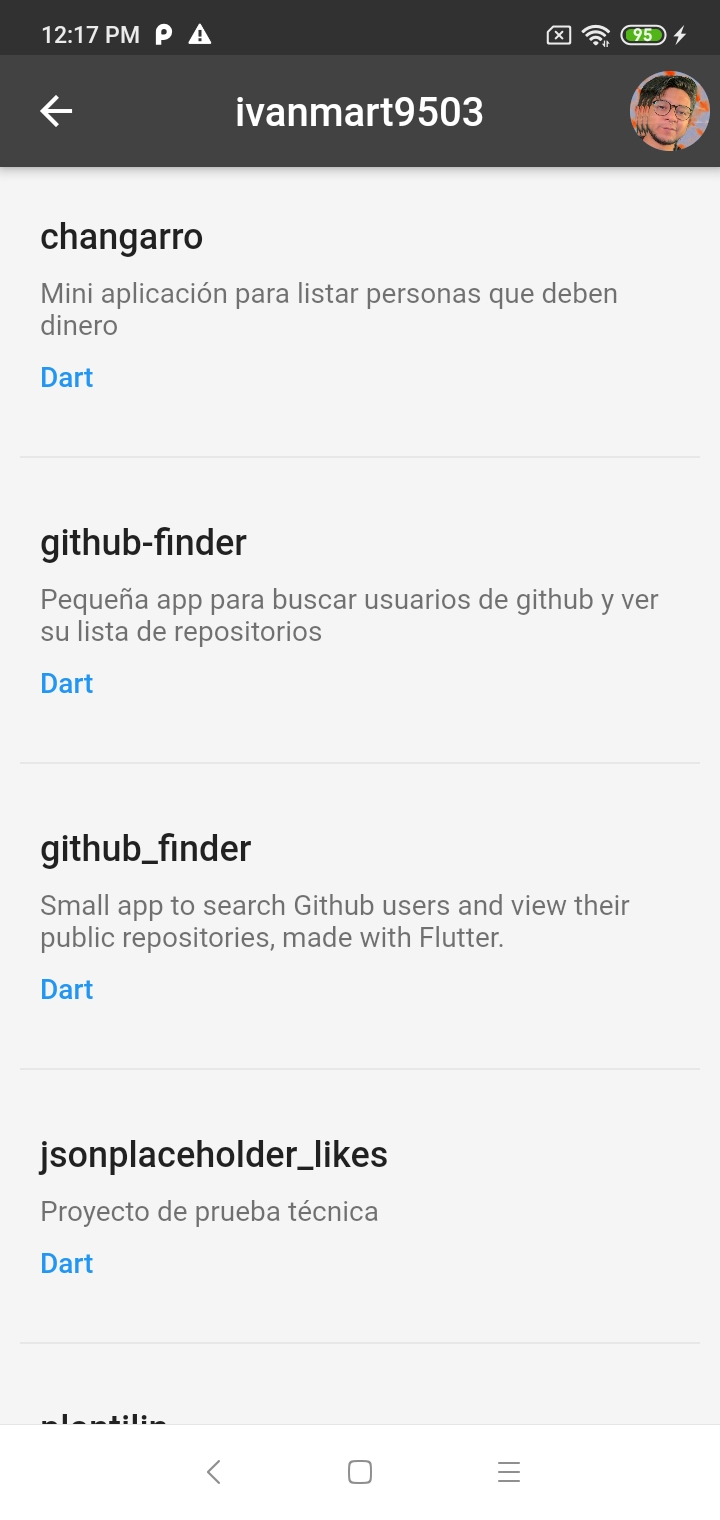 12:17 PM
95
ivanmart9503
changarro
Mini aplicación para listar personas que deben
dinero
Dart
github-finder
Pequeña app para buscar usuarios de github y ver
su lista de repositorios
Dart
github_finder
Small app to search Github users and view their
public repositories, made with Flutter.
Dart
jsonplaceholder_likes
Proyecto de prueba técnica
Dart